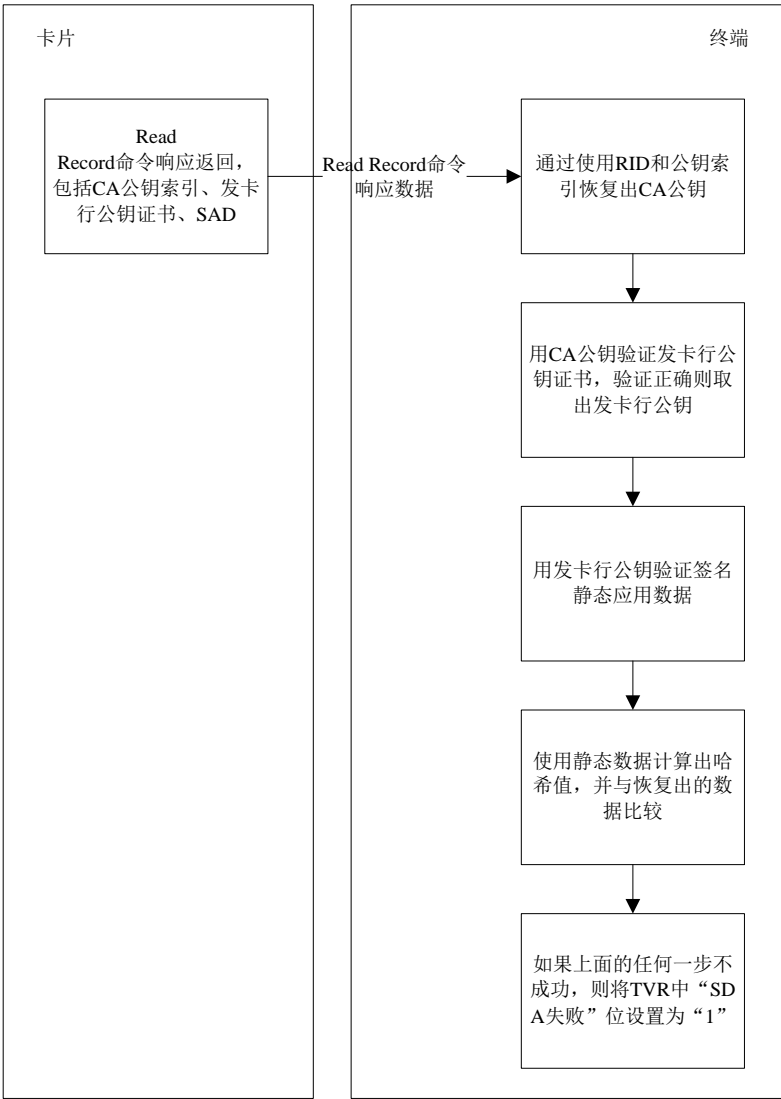 卡片
终端
Read
Record命令响应返回，
包括CA公钥索引、发卡
行公钥证书、SAD
Read Record命令
响应数据
通过使用RID和公钥索
引恢复出CA公钥
用CA公钥验证发卡行公
钥证书，验证正确则取
出发卡行公钥
用发卡行公钥验证签名
静态应用数据
使用静态数据计算出哈
希值，并与恢复出的数
据比较
如果上面的任何一步不
成功，则将TVR中“SD
A失败”位设置为“1”